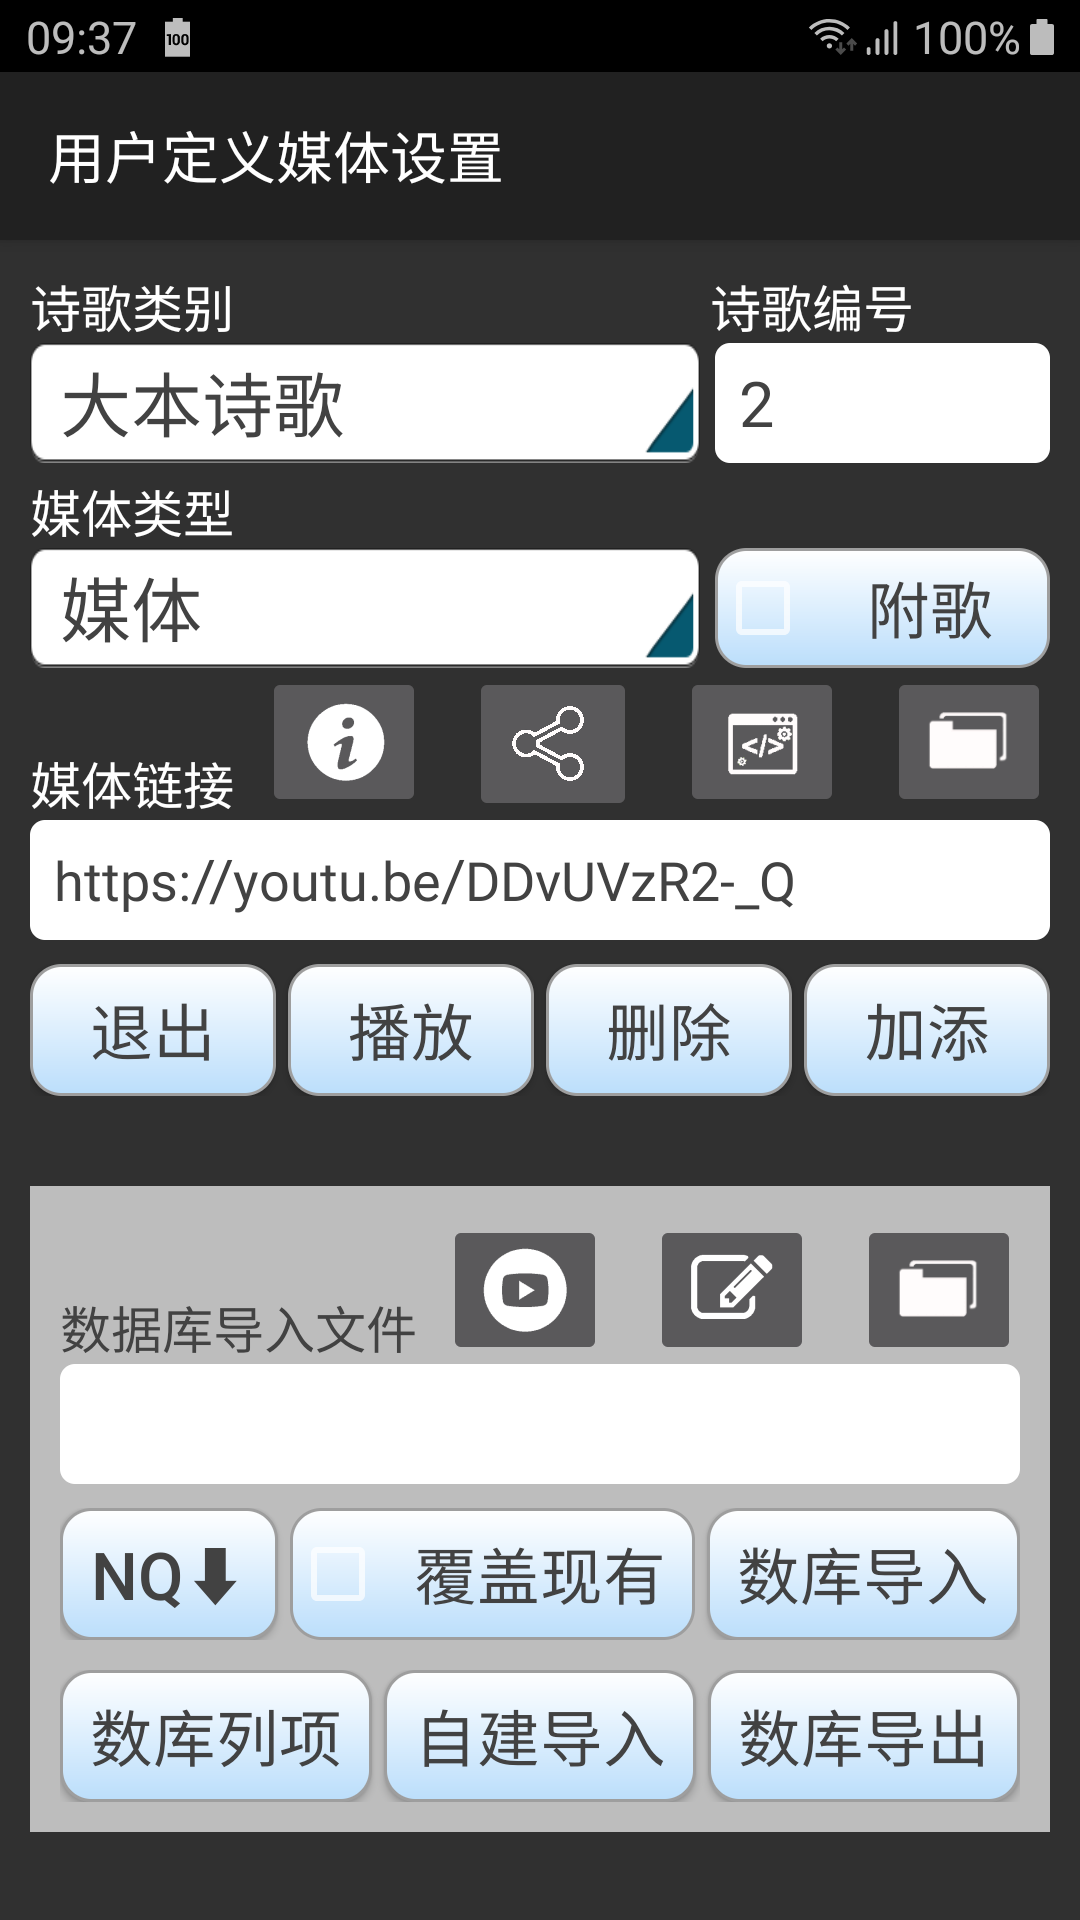 09:37 100 100%
用户定义媒体设置
诗歌类别 诗歌编号
大本诗歌 2
媒体类型
媒体 附歌
媒体链接
https://youtu.be/DDvUVzR2-_Q
退出 播放 删除 加添
数据库导入文件
NQ🡇 覆盖现有 数库导入
数库列项 自建导入 数库导出